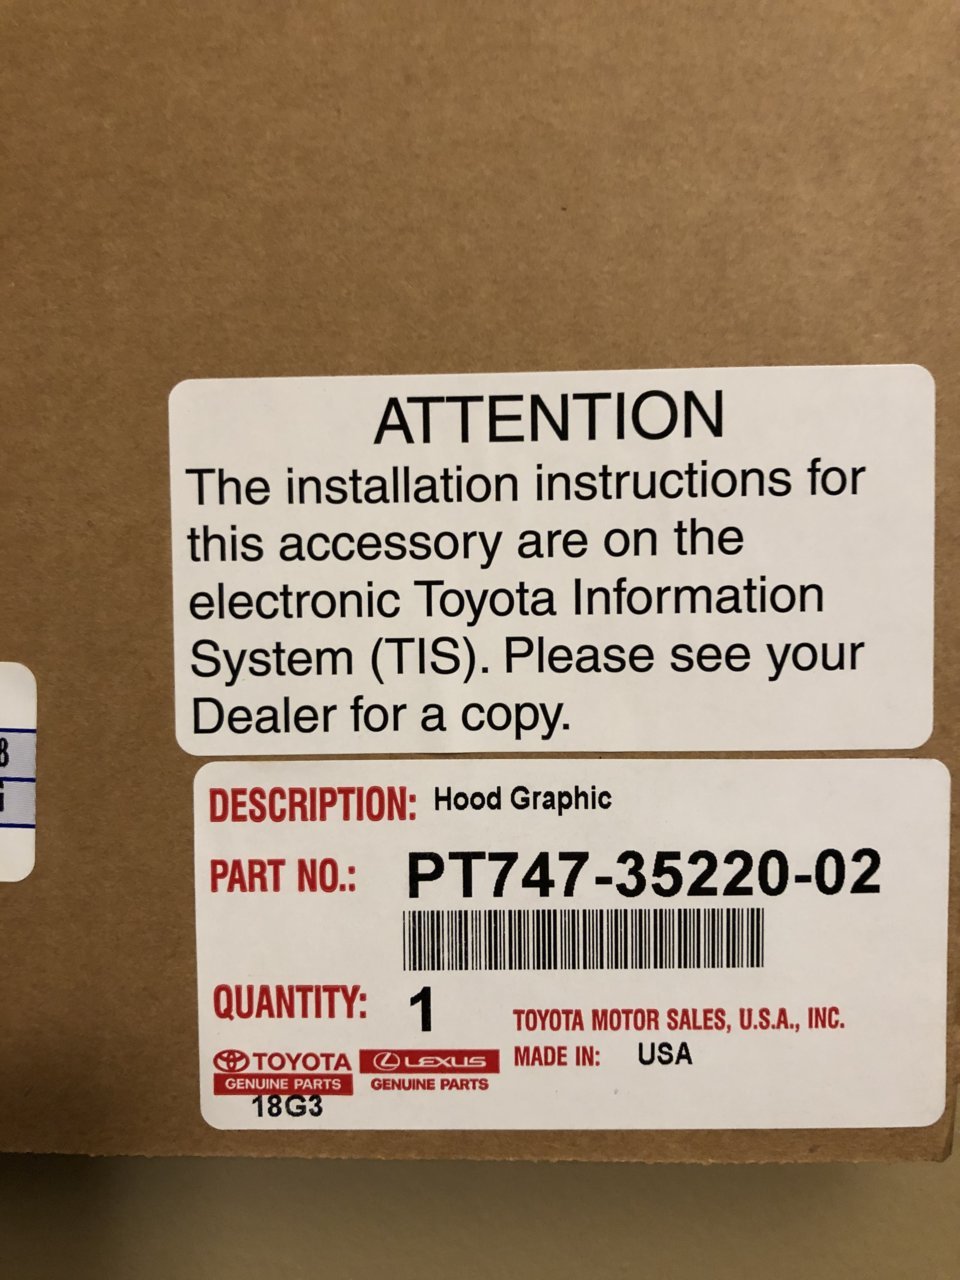 ATTENTION
The installation instructions for
this accessory are on the
electronic Toyota Information
System (TIS). Please see your
Dealer for a copy.
8
DESCRIPTION: Hood Graphic
PART NO.: PT747-35220-02
QUANTITY: 1
TOYOTA MOTOR SALES, U.S.A., INC.
MADE IN: USA
TOYOTA
GENUINE PARTS
LEXUS
GENUINE PARTS
18G3